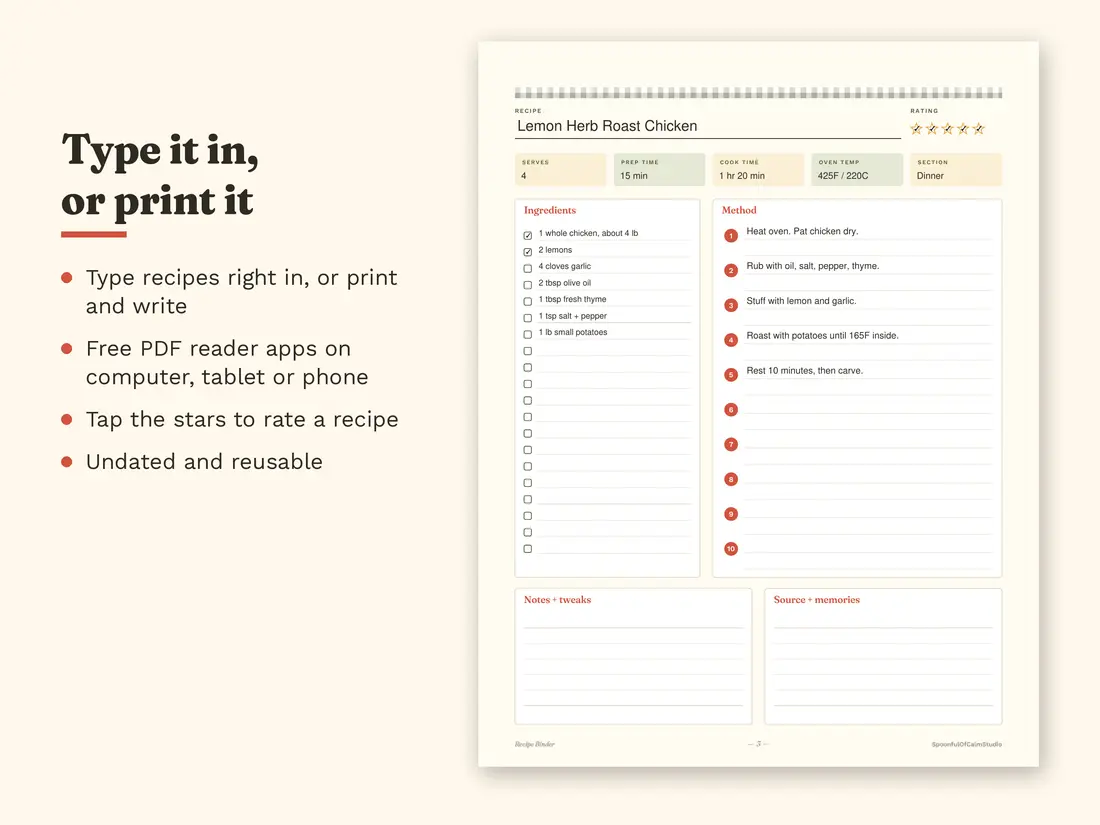 Type it in,
or print it
Type recipes right in, or print
and write
Free PDF reader apps on
computer, tablet or phone
Tap the stars to rate a recipe
Undated and reusable
RECIPE
Lemon Herb Roast Chicken
RATING
SERVES
4
PREP TIME
15 min
COOK TIME
1 hr 20 min
OVEN TEMP
425F / 220C
SECTION
Dinner
Ingredients
1 whole chicken, about 4 lb
2 lemons
4 cloves garlic
2 tbsp olive oil
1 tbsp fresh thyme
1 tsp salt + pepper
1 lb small potatoes
Method
1 Heat oven. Pat chicken dry.
2 Rub with oil, salt, pepper, thyme.
3 Stuff with lemon and garlic.
4 Roast with potatoes until 165F inside.
5 Rest 10 minutes, then carve.
6
7
8
9
10
Notes + tweaks
Source + memories
Recipe Binder
— 5 —
SpoonfulOfCalmStudio